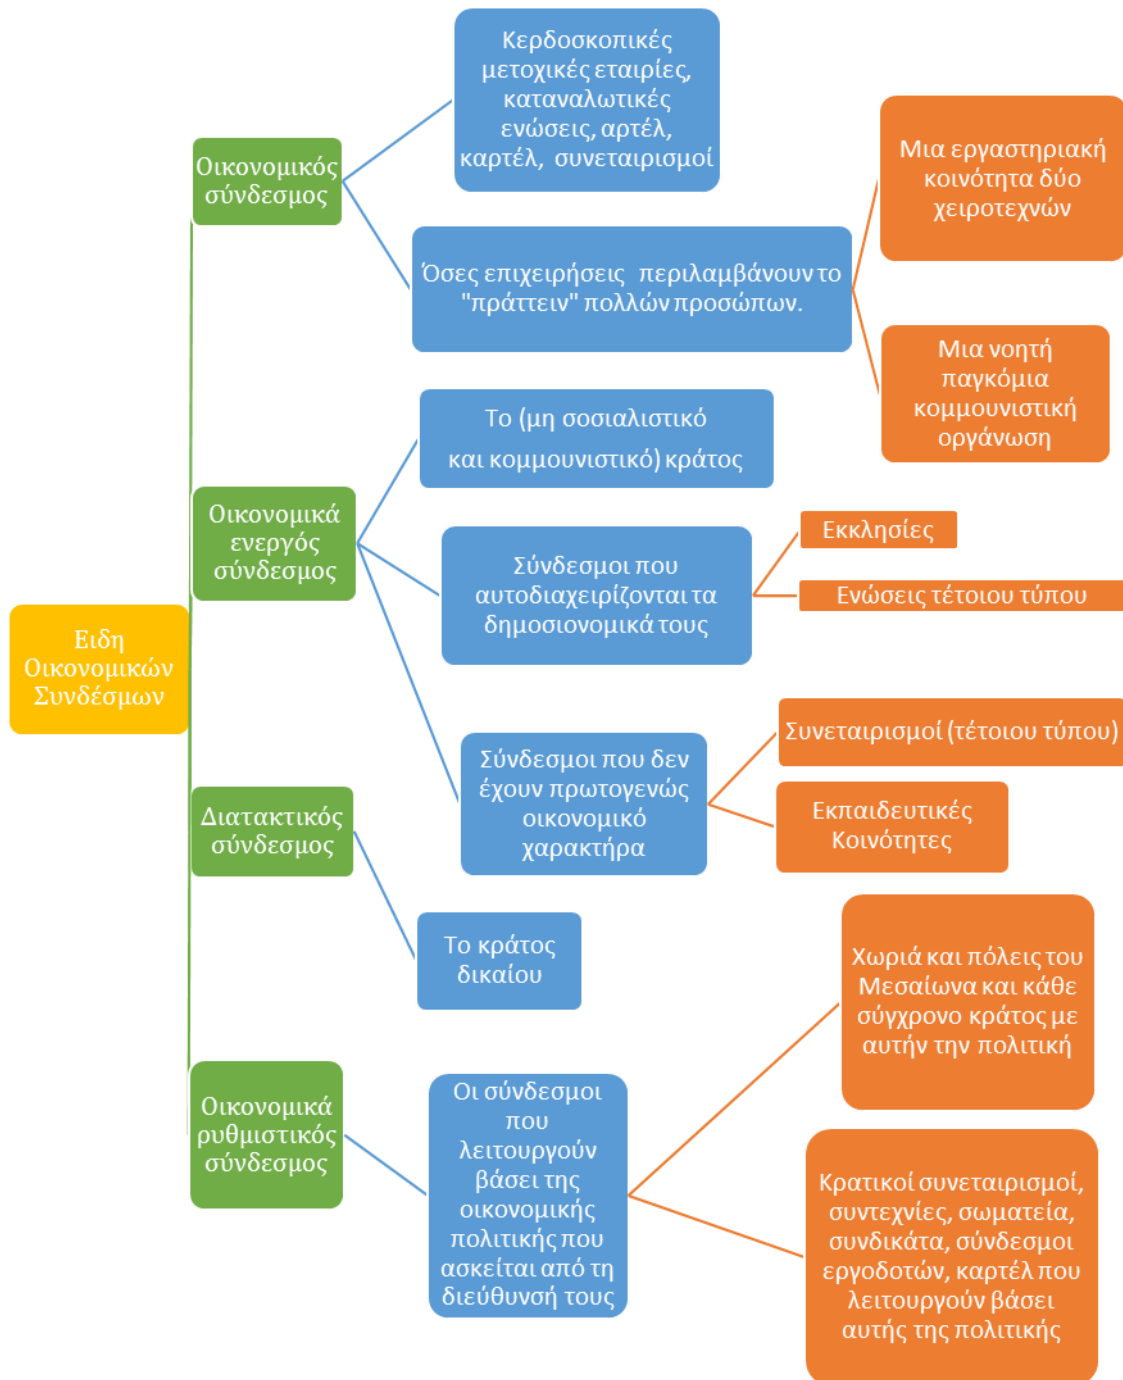 Ειδη
Οικονομικών
Συνδέσμων
Οικονομικός
σύνδεσμος
Κερδοσκοπικές
μετοχικές εταιρίες,
καταναλωτικές
ενώσεις, αρτέλ,
καρτέλ, συνεταιρισμοί
Όσες επιχειρήσεις περιλαμβάνουν το
"πράττειν" πολλών προσώπων.
Μια εργαστηριακή
κοινότητα δύο
χειροτεχνών
Μια νοητή
παγκόμια
κομμουνιστική
οργάνωση
Οικονομικά
ενεργός
σύνδεσμος
Το (μη σοσιαλιστικό
και κομμουνιστικό) κράτος
Σύνδεσμοι που
αυτοδιαχειρίζονται τα
δημοσιονομικά τους
Εκκλησίες
Ενώσεις τέτοιου τύπου
Σύνδεσμοι που δεν
έχουν πρωτογενώς
οικονομικό
χαρακτήρα
Συνεταιρισμοί (τέτοιου τύπου)
Εκπαιδευτικές
Κοινότητες
Διατακτικός
σύνδεσμος
Το κράτος
δικαίου
Οικονομικά
ρυθμιστικός
σύνδεσμος
Οι σύνδεσμοι
που
λειτουργούν
βάσει της
οικονομικής
πολιτικής που
ασκείται από τη
διεύθυνσή τους
Χωριά και πόλεις του
Μεσαίωνα και κάθε
σύγχρονο κράτος με
αυτήν την πολιτική
Κρατικοί συνεταιρισμοί,
συντεχνίες, σωματεία,
συνδικάτα, σύνδεσμοι
εργοδοτών, καρτέλ που
λειτουργούν βάσει
αυτής της πολιτικής